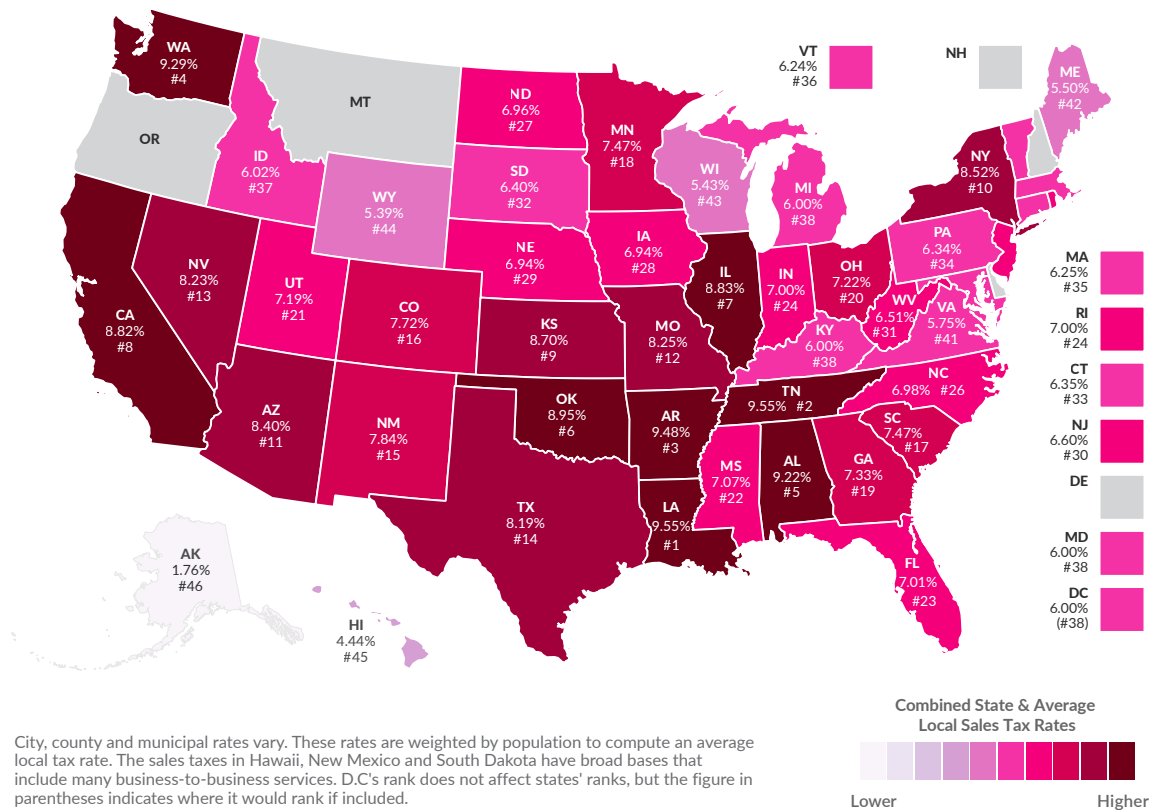 WA
9.29%
#4
MT
OR
ID
6.02%
#37
WY
5.39%
#44
ND
6.96%
#27
SD
6.40%
#32
NE
6.94%
#29
MN
7.47%
#18
IA
6.94%
#28
WI
5.43%
#43
MI
6.00%
#38
VT
6.24%
#36
NH
ME
5.50%
#42
NY
8.52%
#10
PA
6.34%
#34
NV
8.23%
#13
CA
8.82%
#8
UT
7.19%
#21
CO
7.72%
#16
KS
8.70%
#9
MO
8.25%
#12
IL
8.83%
#7
IN
7.00%
#24
OH
7.22%
#20
WV
6.51%
#31
VA
5.75%
#41
KY
6.00%
#38
NC
6.98% #26
TN
9.55% #2
SC
7.47%
#17
AZ
8.40%
#11
NM
7.84%
#15
OK
8.95%
#6
AR
9.48%
#3
TX
8.19%
#14
LA
9.55%
#1
MS
7.07%
#22
AL
9.22%
#5
GA
7.33%
#19
FL
7.01%
#23
MA
6.25%
#35
RI
7.00%
#24
CT
6.35%
#33
NJ
6.60%
#30
DE
MD
6.00%
#38
DC
6.00%
(#38)
AK
1.76%
#46
HI
4.44%
#45
City, county and municipal rates vary. These rates are weighted by population to compute an average
local tax rate. The sales taxes in Hawaii, New Mexico and South Dakota have broad bases that
include many business-to-business services. D.C's rank does not affect states' ranks, but the figure in
parentheses indicates where it would rank if included.
Combined State & Average
Local Sales Tax Rates
Lower
Higher